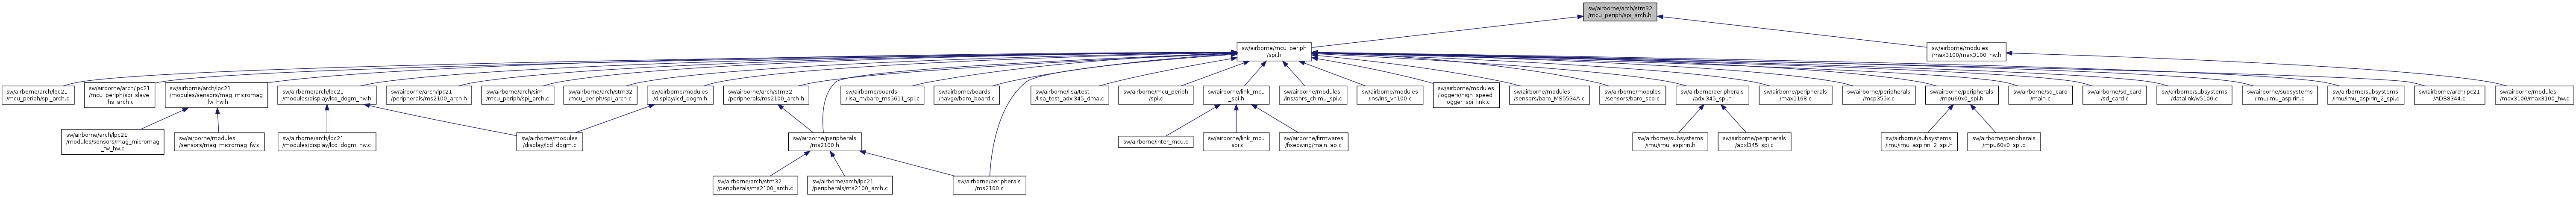 sw/airborne/arch/stm32
/mcu_periph/spi_arch.h
sw/airborne/mcu_periph
/spi.h
sw/airborne/modules
/max3100/max3100_hw.h
sw/airborne/arch/lpc21
/mcu_periph/spi_arch.c
sw/airborne/arch/lpc21
/mcu_periph/spi_slave
_hs_arch.c
sw/airborne/arch/lpc21
/modules/sensors/mag_micromag
_fw_hw.h
sw/airborne/arch/lpc21
/modules/display/lcd_dogm_hw.h
sw/airborne/arch/lpc21
/peripherals/ms2100_arch.h
sw/airborne/arch/sim
/mcu_periph/spi_arch.c
sw/airborne/arch/stm32
/mcu_periph/spi_arch.c
sw/airborne/modules
/display/lcd_dogm.h
sw/airborne/arch/stm32
/peripherals/ms2100_arch.h
sw/airborne/boards
/lisa_m/baro_ms5611_spi.c
sw/airborne/boards
/navgo/baro_board.c
sw/airborne/lisa/test
/lisa_test_adxl345_dma.c
sw/airborne/mcu_periph
/spi.c
sw/airborne/link_mcu
_spi.h
sw/airborne/modules
/ins/ahrs_chimu_spi.c
sw/airborne/modules
/ins/ins_vn100.c
sw/airborne/modules
/loggers/high_speed
_logger_spi_link.c
sw/airborne/modules
/sensors/baro_MS5534A.c
sw/airborne/modules
/sensors/baro_scp.c
sw/airborne/peripherals
/adxl345_spi.h
sw/airborne/peripherals
/max1168.c
sw/airborne/peripherals
/mcp355x.c
sw/airborne/peripherals
/mpu60x0_spi.h
sw/airborne/sd_card
/main.c
sw/airborne/sd_card
/sd_card.c
sw/airborne/subsystems
/datalink/w5100.c
sw/airborne/subsystems
/imu/imu_aspirin.c
sw/airborne/subsystems
/imu/imu_aspirin_2_spi.c
sw/airborne/arch/lpc21
/ADS8344.c
sw/airborne/modules
/max3100/max3100_hw.c
sw/airborne/arch/lpc21
/modules/sensors/mag_micromag
_fw_hw.c
sw/airborne/modules
/sensors/mag_micromag_fw.c
sw/airborne/arch/lpc21
/modules/display/lcd_dogm_hw.c
sw/airborne/modules
/display/lcd_dogm.c
sw/airborne/peripherals
/ms2100.h
sw/airborne/inter_mcu.c
sw/airborne/link_mcu
_spi.c
sw/airborne/firmwares
/fixedwing/main_ap.c
sw/airborne/subsystems
/imu/imu_aspirin.h
sw/airborne/peripherals
/adxl345_spi.c
sw/airborne/subsystems
/imu/imu_aspirin_2_spi.h
sw/airborne/peripherals
/mpu60x0_spi.c
sw/airborne/arch/stm32
/peripherals/ms2100_arch.c
sw/airborne/arch/lpc21
/peripherals/ms2100_arch.c
sw/airborne/peripherals
/ms2100.c